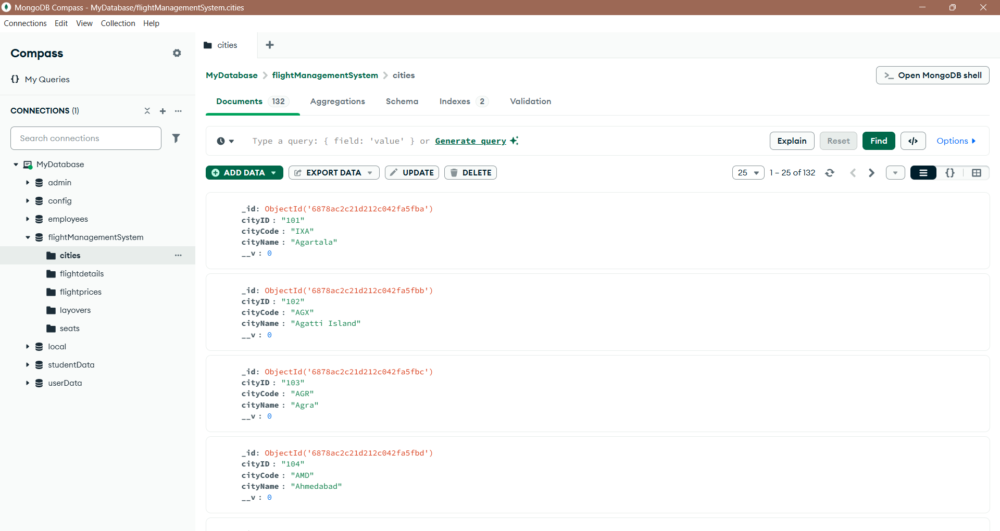 MongoDB Compass - MyDatabase/flightManagementSystem.cities
Connections Edit View Collection Help
Compass
{} My Queries
CONNECTIONS (1)
Search connections
MyDatabase
admin
config
employees
flightManagementSystem
cities
flightdetails
flightprices
layovers
seats
local
studentData
userData
cities
MyDatabase > flightManagementSystem > cities
>_ Open MongoDB shell
Documents 132 Aggregations Schema Indexes 2 Validation
Type a query: { field: 'value' } or Generate query
Explain Reset Find </> Options
ADD DATA EXPORT DATA UPDATE DELETE
25 1 – 25 of 132 {}
_id: ObjectId('6878ac2c21d212c042fa5fba')
cityID : "101"
cityCode : "IXA"
cityName : "Agartala"
__v : 0
_id: ObjectId('6878ac2c21d212c042fa5fbb')
cityID : "102"
cityCode : "AGX"
cityName : "Agatti Island"
__v : 0
_id: ObjectId('6878ac2c21d212c042fa5fbc')
cityID : "103"
cityCode : "AGR"
cityName : "Agra"
__v : 0
_id: ObjectId('6878ac2c21d212c042fa5fbd')
cityID : "104"
cityCode : "AMD"
cityName : "Ahmedabad"
__v : 0